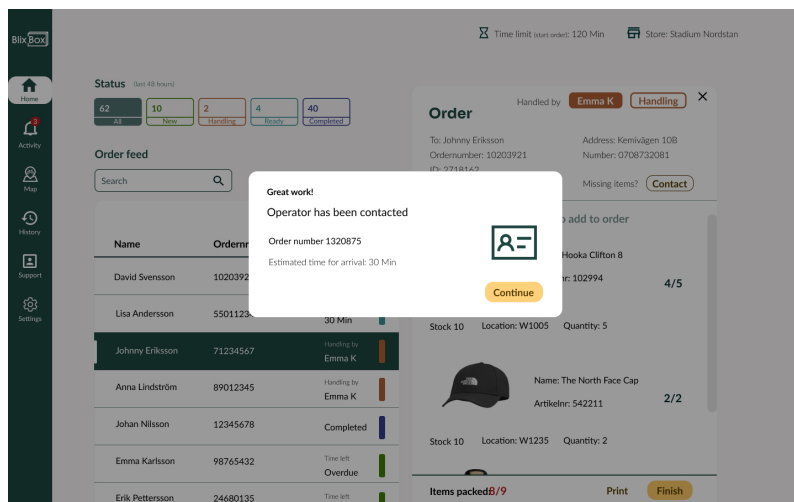 BlixBox
Time limit (start order): 120 Min
Store: Stadium Nordstan
Home
3
Activity
Map
History
Support
Settings
Status (last 48 hours)
62
All
10
New
2
Handling
4
Ready
40
Completed
Order feed
Search
Name Ordernr
David Svensson 1020392
Lisa Andersson 5501123
30 Min
Johnny Eriksson 71234567 Handling by
Emma K
Anna Lindström 89012345 Handling by
Emma K
Johan Nilsson 12345678 Completed
Emma Karlsson 98765432 Time left
Overdue
Erik Pettersson 24680135 Time left
Great work!
Operator has been contacted
Order number 1320875
Estimated time for arrival: 30 Min
Continue
Order
Handled by Emma K Handling
To: Johnny Eriksson
Ordernumber: 10203921
ID: 2718162
Address: Kemivågen 10B
Number: 0708732081
Missing items? Contact
add to order
Hooka Clifton 8
nr: 102994
4/5
Stock 10 Location: W1005 Quantity: 5
Name: The North Face Cap
Artikelnr: 542211
2/2
Stock 10 Location: W1235 Quantity: 2
Items packed 8/9
Print
Finish